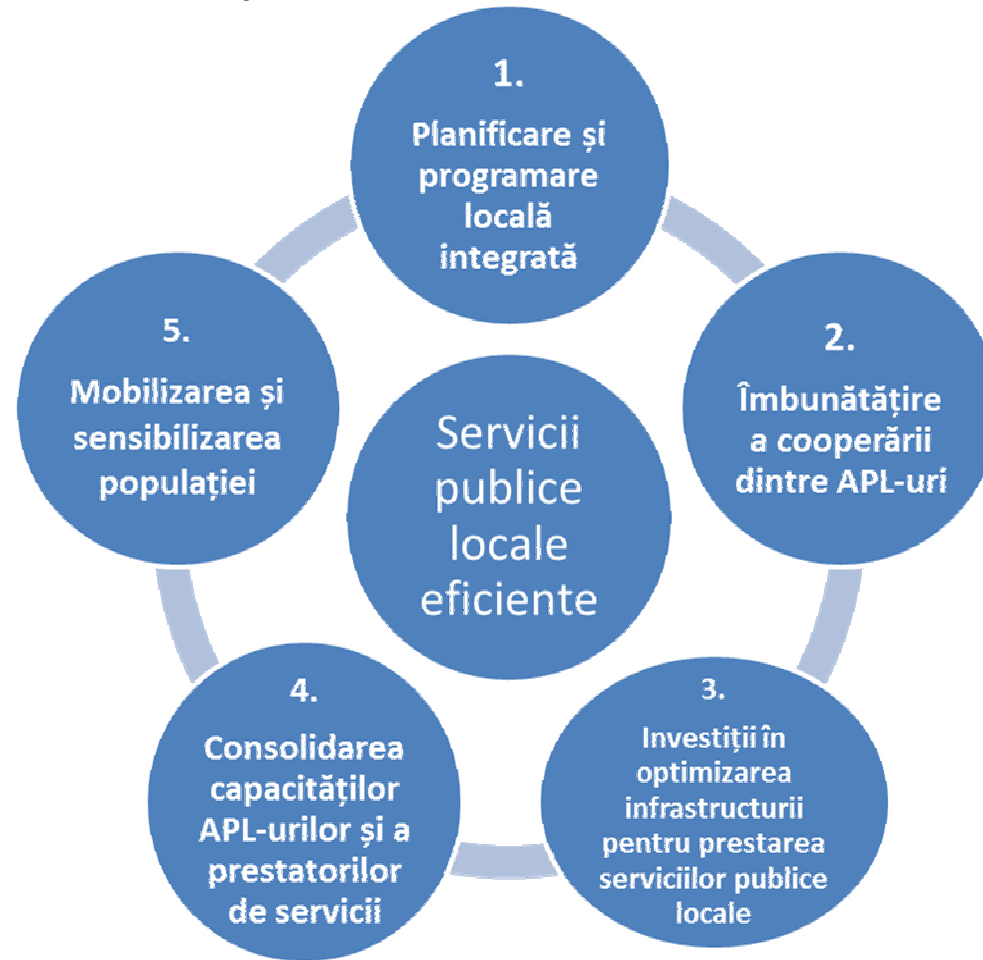 1.
Planificare și
programare
locală
integrată
2.
Îmbunătățire
a cooperării
dintre APL-uri
3.
Investiții în
optimizarea
infrastructurii
pentru prestarea
serviciilor publice
locale
4.
Consolidarea
capacităților
APL-urilor și a
prestatorilor
de servicii
5.
Mobilizarea și
sensibilizarea
populației
Servicii
publice
locale
eficiente